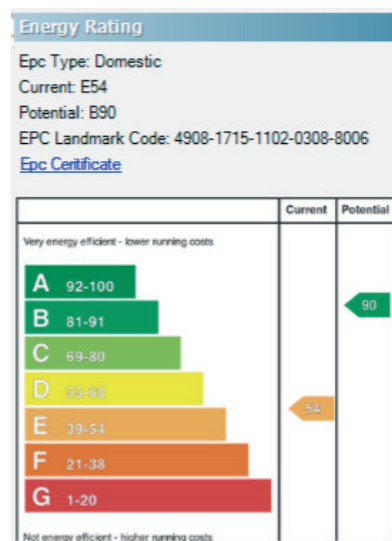 Energy Rating
Epc Type: Domestic
Current: E54
Potential: B90
EPC Landmark Code: 4908-1715-1102-0308-8006
Epc Ceritificate
Current Potential
Very energy efficient - lower running costs
A 92-100
B 81-91
90
C 69-80
D 55-68
54
E 39-54
F 21-38
G 1-20
Not energy efficient - higher running costs